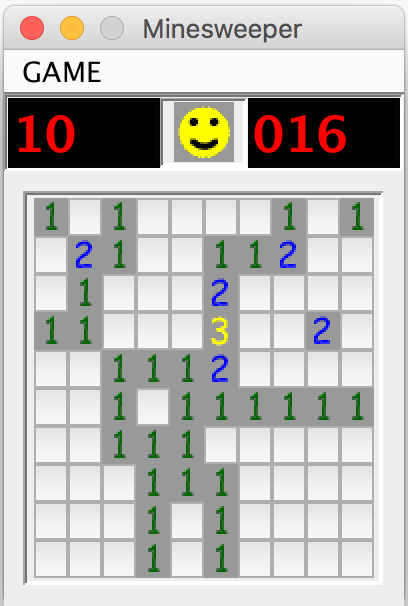 Minesweeper
GAME
10 016
1 1 1 1
2 1 1 1 2
1 2
1 1 3 2
1 1 1 2
1 1 1 1 1 1 1
1 1 1
1 1 1
1 1
1 1